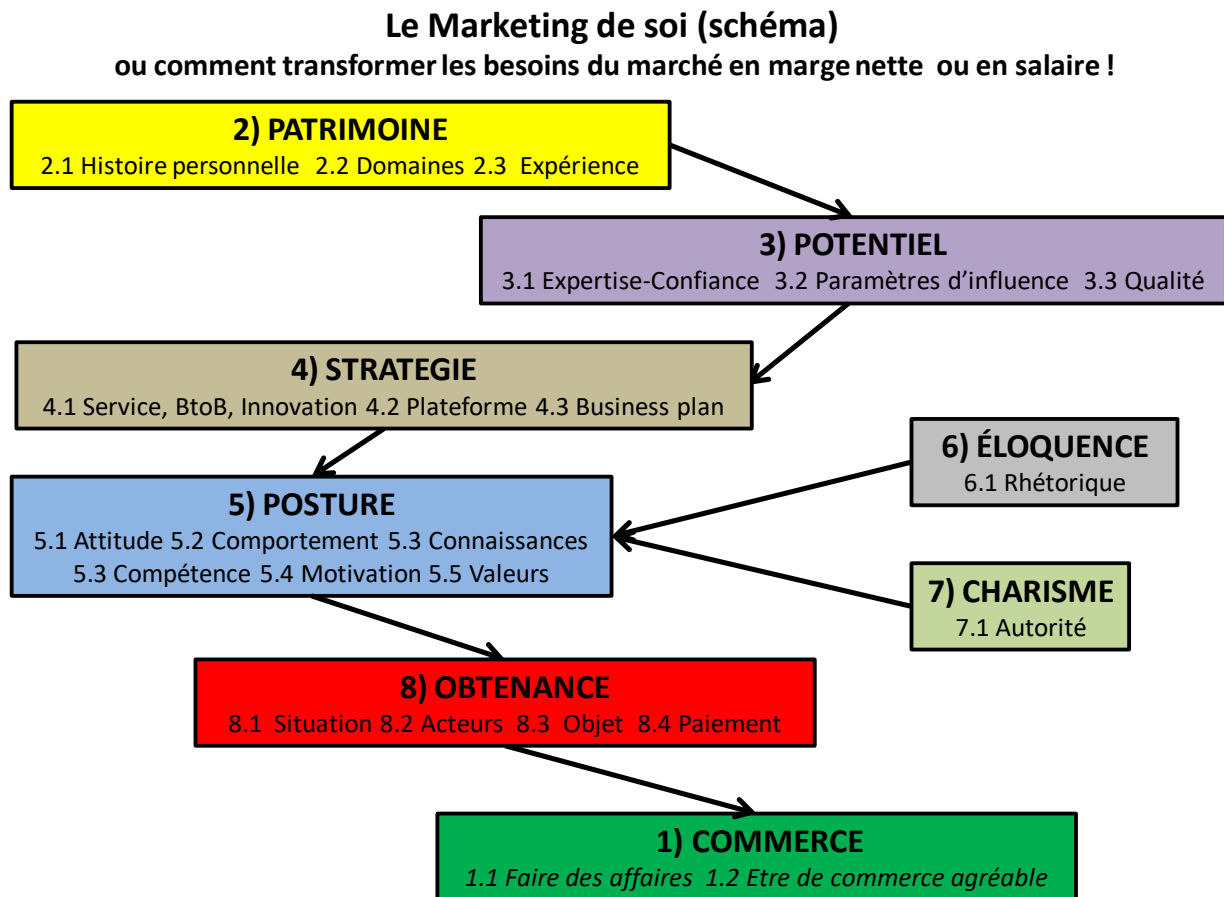 Le Marketing de soi (schéma)
ou comment transformer les besoins du marché en marge nette ou en salaire !
2) PATRIMOINE
2.1 Histoire personnelle 2.2 Domaines 2.3 Expérience
3) POTENTIEL
3.1 Expertise-Confiance 3.2 Paramètres d’influence 3.3 Qualité
4) STRATEGIE
4.1 Service, BtoB, Innovation 4.2 Plateforme 4.3 Business plan
6) ÉLOQUENCE
6.1 Rhétorique
5) POSTURE
5.1 Attitude 5.2 Comportement 5.3 Connaissances
5.3 Compétence 5.4 Motivation 5.5 Valeurs
7) CHARISME
7.1 Autorité
8) OBTENANCE
8.1 Situation 8.2 Acteurs 8.3 Objet 8.4 Paiement
1) COMMERCE
1.1 Faire des affaires 1.2 Etre de commerce agréable